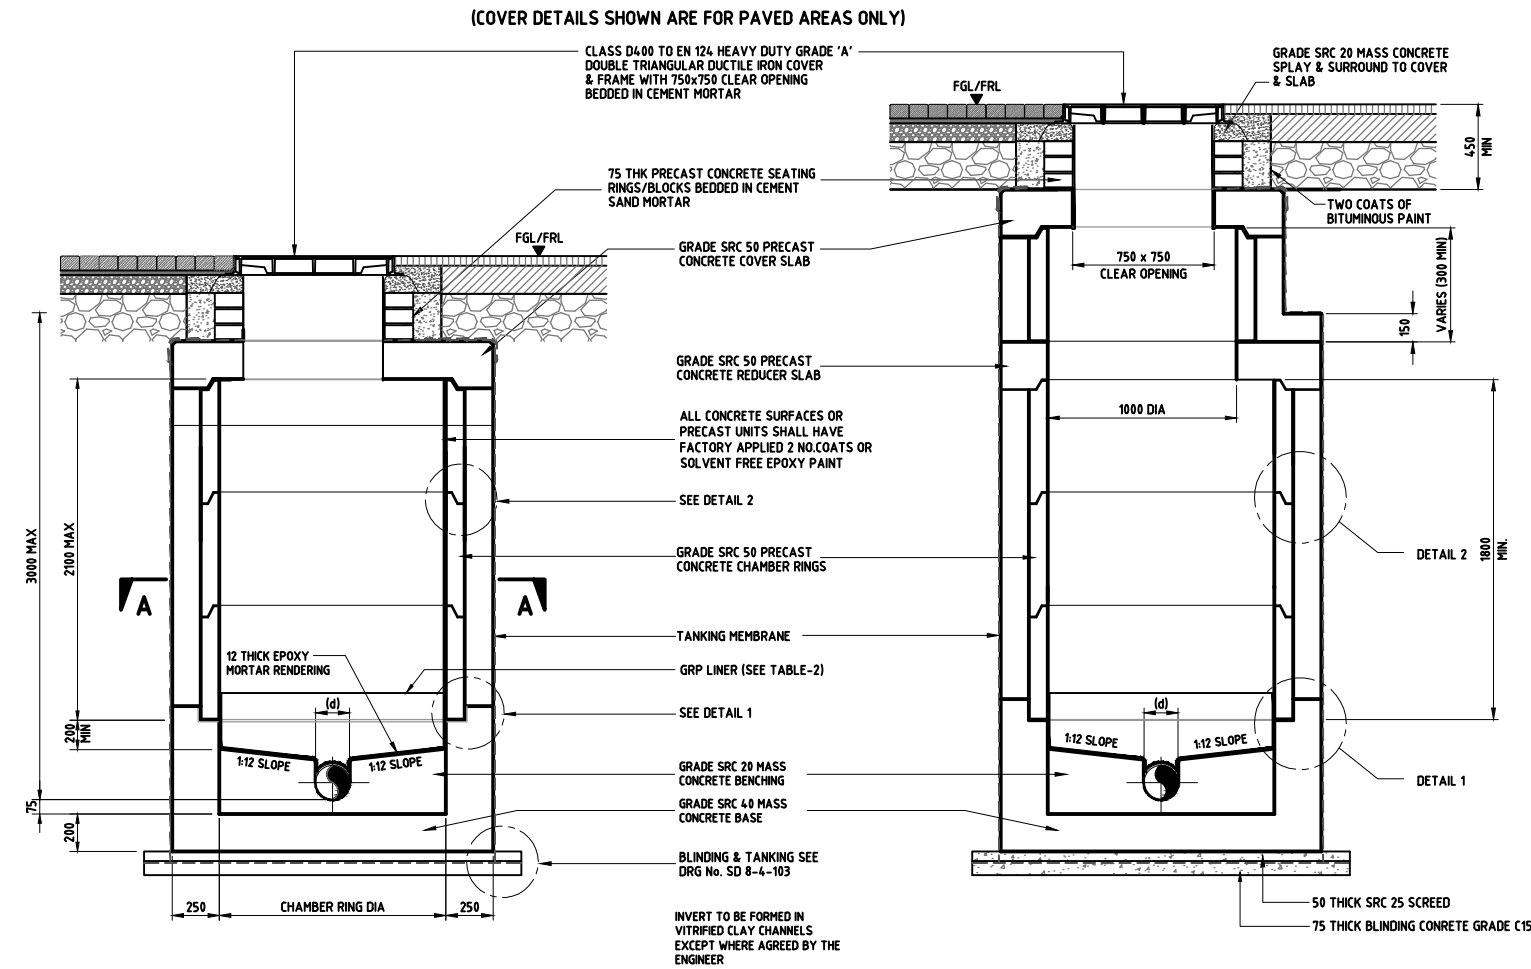 (COVER DETAILS SHOWN ARE FOR PAVED AREAS ONLY)
CLASS D400 TO EN 124 HEAVY DUTY GRADE 'A'
DOUBLE TRIANGULAR DUCTILE IRON COVER
& FRAME WITH 750x750 CLEAR OPENING
BEDDED IN CEMENT MORTAR
GRADE SRC 20 MASS CONCRETE
SPLAY & SURROUND TO COVER
& SLAB
FGL/FRL
450
MIN
75 THK PRECAST CONCRETE SEATING
RINGS/BLOCKS BEDDED IN CEMENT
SAND MORTAR
TWO COATS OF
BITUMINOUS PAINT
FGL/FRL
GRADE SRC 50 PRECAST
CONCRETE COVER SLAB
750 x 750
CLEAR OPENING
VARIES (300 MIN)
150
GRADE SRC 50 PRECAST
CONCRETE REDUCER SLAB
1000 DIA
ALL CONCRETE SURFACES OR
PRECAST UNITS SHALL HAVE
FACTORY APPLIED 2 NO.COATS OR
SOLVENT FREE EPOXY PAINT
SEE DETAIL 2
3000 MAX
2100 MAX
GRADE SRC 50 PRECAST
CONCRETE CHAMBER RINGS
DETAIL 2
1800
MIN.
A
A
TANKING MEMBRANE
12 THICK EPOXY
MORTAR RENDERING
GRP LINER (SEE TABLE-2)
(d)
(d)
SEE DETAIL 1
200
MIN
1:12 SLOPE
1:12 SLOPE
1:12 SLOPE
1:12 SLOPE
GRADE SRC 20 MASS
CONCRETE BENCHING
DETAIL 1
75
GRADE SRC 40 MASS
CONCRETE BASE
200
BLINDING & TANKING SEE
DRG No. SD 8-4-103
250
CHAMBER RING DIA
250
50 THICK SRC 25 SCREED
75 THICK BLINDING CONRETE GRADE C15
INVERT TO BE FORMED IN
VITRIFIED CLAY CHANNELS
EXCEPT WHERE AGREED BY THE
ENGINEER